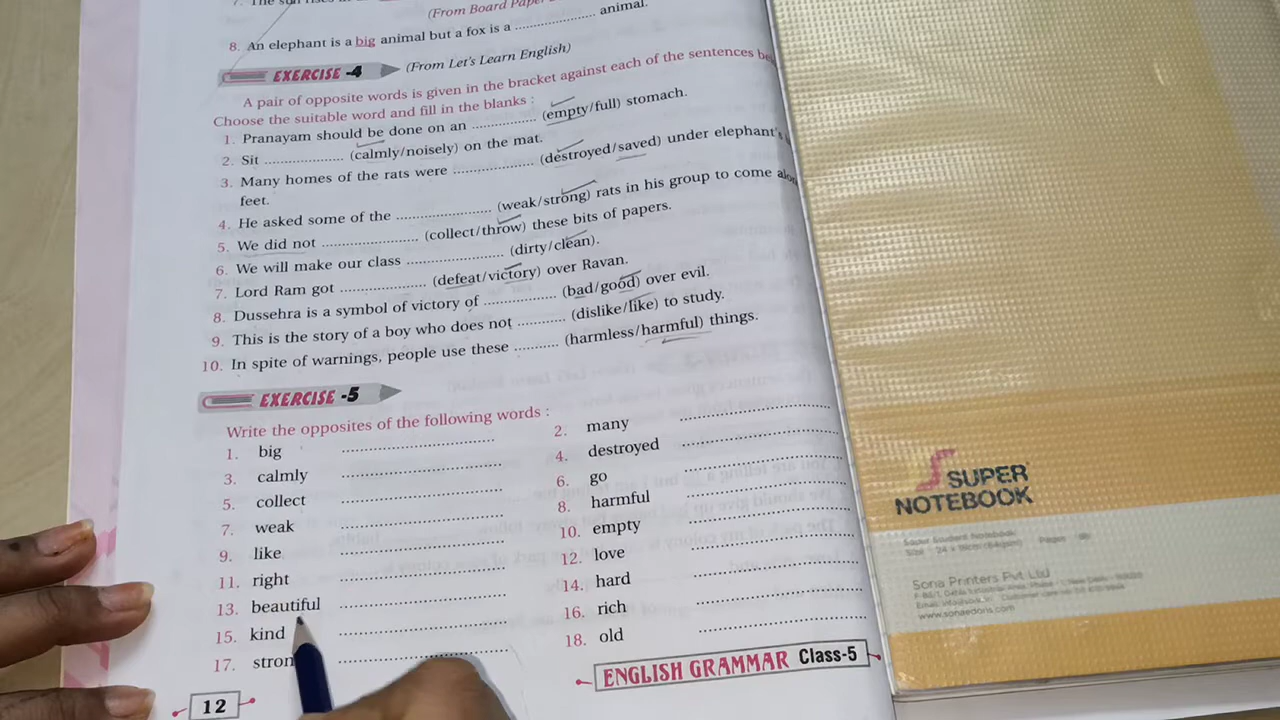 8. An elephant is a big animal but a fox is a .................... animal.
(From Board Paper
EXERCISE -4 (From Let's Learn English)
A pair of opposite words is given in the bracket against each of the sentences
Choose the suitable word and fill in the blanks :
1. Pranayam should be done on an ................ (empty/full) stomach.
2. Sit .................... (calmly/noisely) on the mat.
3. Many homes of the rats were .................... (destroyed/saved) under elephant's
feet.
4. He asked some of the ........................ (weak/strong) rats in his group to come
5. We did not ........................ (collect/throw) these bits of papers.
6. We will make our class ........................ (dirty/clean).
7. Lord Ram got ...................... (defeat/victory) over Ravan.
8. Dussehra is a symbol of victory of .................. (bad/good) over evil.
9. This is the story of a boy who does not ............ (dislike/like) to study.
10. In spite of warnings, people use these ........... (harmless/harmful) things.
EXERCISE -5
Write the opposites of the following words :
1. big ........................................ 2. many ........................................
3. calmly ........................................ 4. destroyed ........................................
5. collect ........................................ 6. go ........................................
7. weak ........................................ 8. harmful ........................................
9. like ........................................ 10. empty ........................................
11. right ........................................ 12. love ........................................
13. beautiful ........................................ 14. hard ........................................
15. kind ........................................ 16. rich ........................................
17. stron ........................................ 18. old ........................................
12
ENGLISH GRAMMAR Class-5
SUPER
NOTEBOOK
Super Student Notebook
Sona Printers Pvt Ltd
www.sonaedoris.com